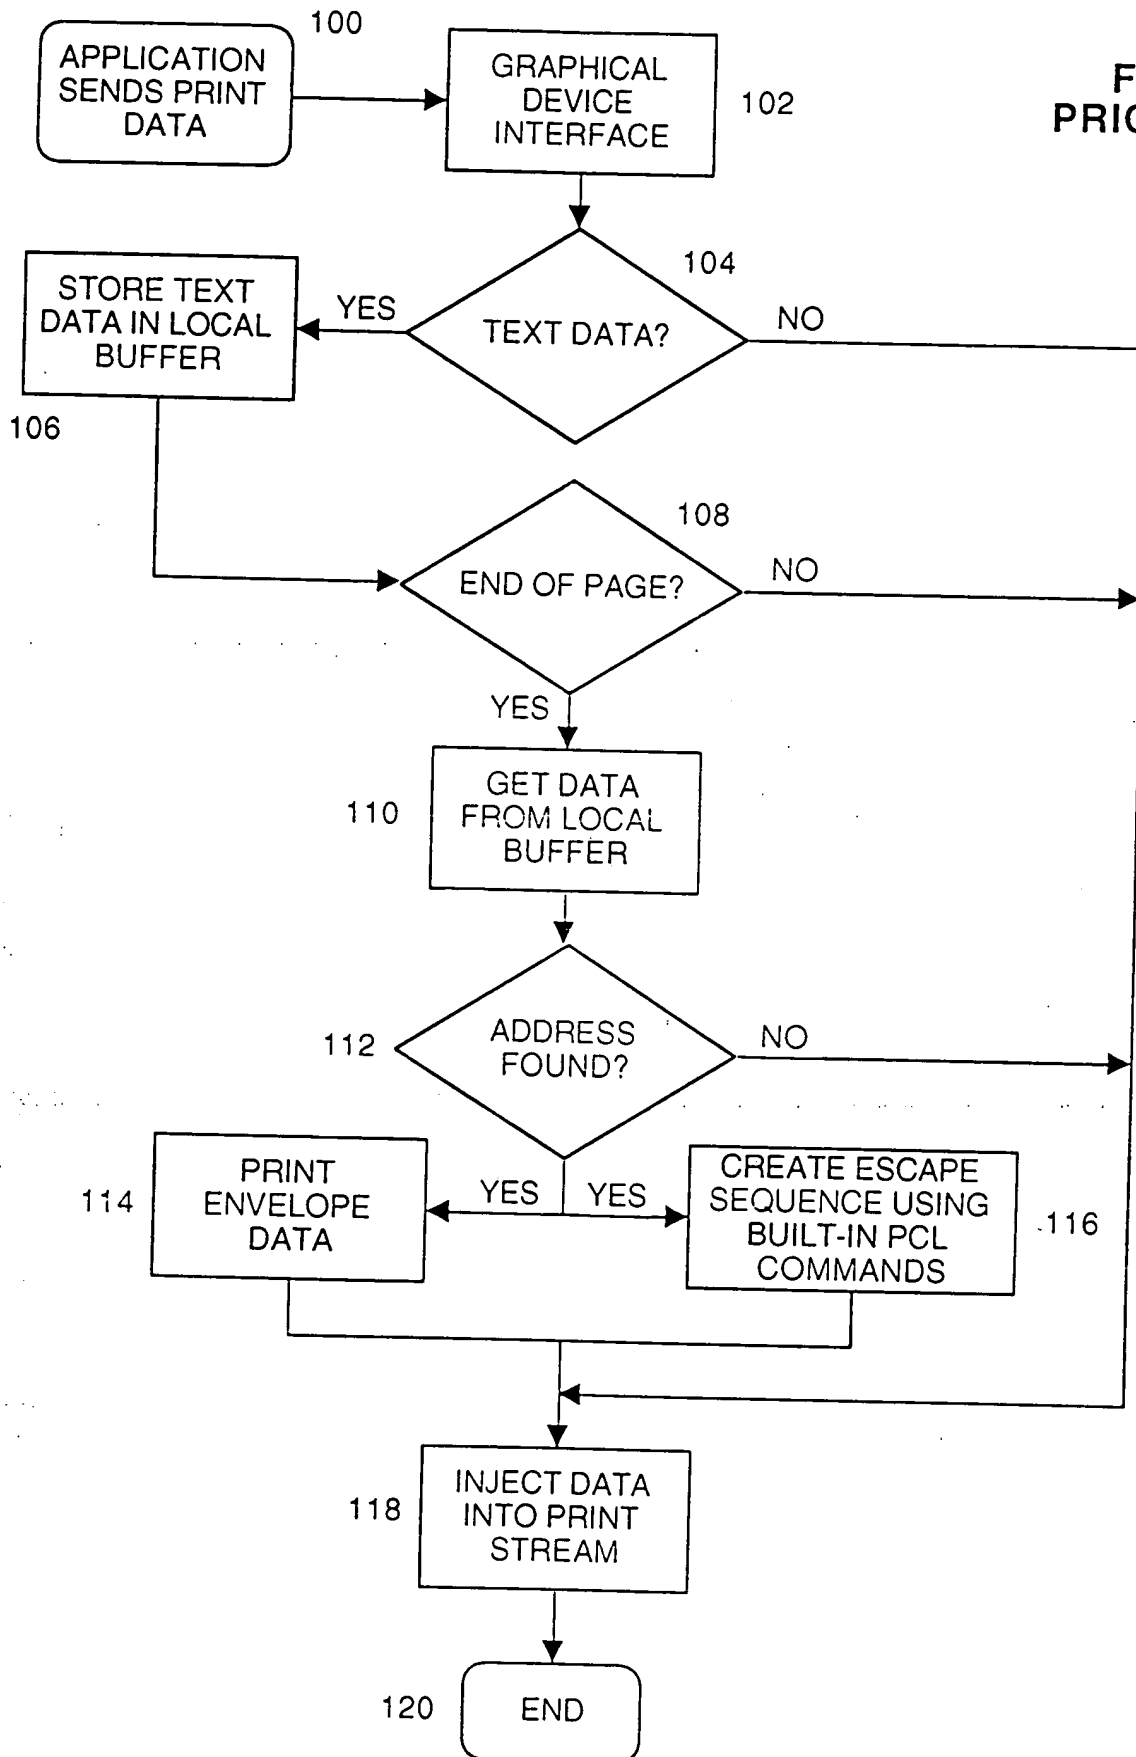 100
APPLICATION
SENDS PRINT
DATA
GRAPHICAL
DEVICE
INTERFACE
102
F
PRIO
104
STORE TEXT
DATA IN LOCAL
BUFFER
YES
TEXT DATA?
NO
106
108
END OF PAGE?
NO
YES
110
GET DATA
FROM LOCAL
BUFFER
112
ADDRESS
FOUND?
NO
114
PRINT
ENVELOPE
DATA
YES
YES
CREATE ESCAPE
SEQUENCE USING
BUILT-IN PCL
COMMANDS
116
118
INJECT DATA
INTO PRINT
STREAM
120
END